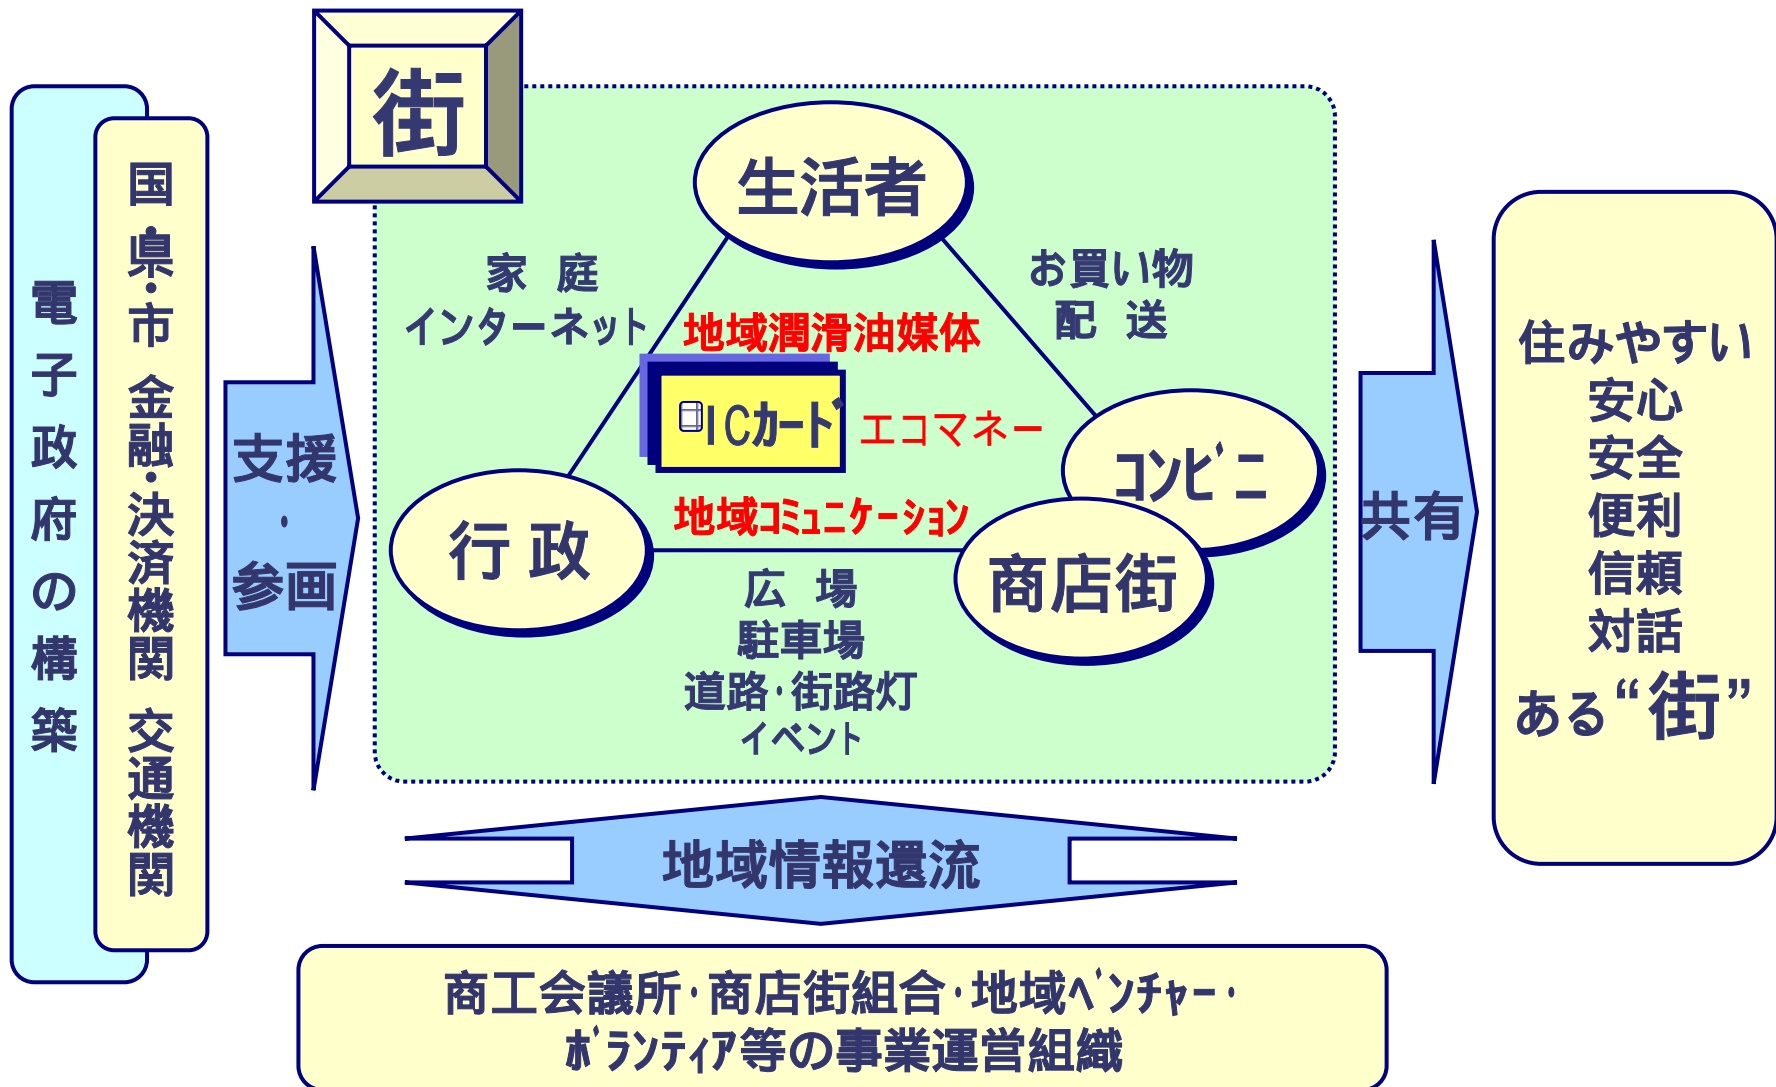 街
電子政府の構築
国・県・市 金融・決済機関 交通機関
支援
・
参画
生活者
家 庭
インターネット
お買い物
配 送
地域潤滑油媒体
ICカード
エコマネー
地域コミュニケーション
コンビニ
行 政
商店街
広 場
駐車場
道路・街路灯
イベント
共有
住みやすい
安心
安全
便利
信頼
対話
ある“街”
地域情報還流
商工会議所・商店街組合・地域ベンチャー・
ボランティア等の事業運営組織